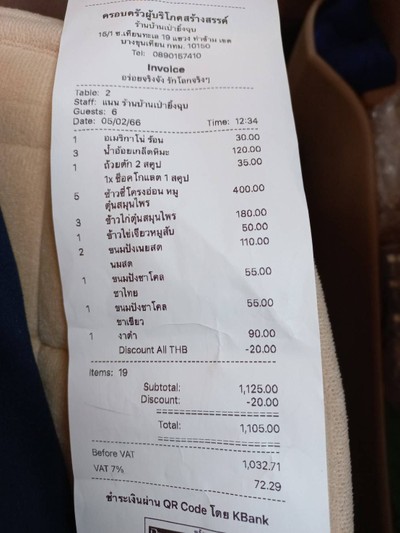 ครอบครัวผู้บริโภคสร้างสรรค์
ร้านบ้านเป่ายิ้งฉุบ
15/1 ซ.เทียนทะเล 19 แขวง ท่าข้าม เขต
บางขุนเทียน กทม. 10150
Tel: 0890157410
Invoice
อร่อยจริงจัง รักโลกจริงๆ
Table: 2
Staff: แนน ร้านบ้านเป่ายิ้งฉุบ
Guests: 6
Date: 05/02/66 Time: 12:34
1 อเมริกาโน่ ร้อน 30.00
3 น้ำอ้อยเกล็ดหิมะ 120.00
1 ถ้วยตัก 2 สคูป 35.00
1x ช็อคโกแลต 1 สคูป
5 ข้าวซี่โครงอ่อน หมู 400.00
ตุ๋นสมุนไพร
3 ข้าวไก่ตุ๋นสมุนไพร 180.00
1 ข้าวไข่เจียวหมูสับ 50.00
2 ขนมปังเนยสด 110.00
นมสด
1 ขนมปังชาโคล 55.00
ชาไทย
1 ขนมปังชาโคล 55.00
ชาเขียว
1 งาดำ 90.00
Discount All THB -20.00
Items: 19
Subtotal: 1,125.00
Discount: -20.00
Total: 1,105.00
Before VAT 1,032.71
VAT 7% 72.29
ชำระเงินผ่าน QR Code โดย KBank